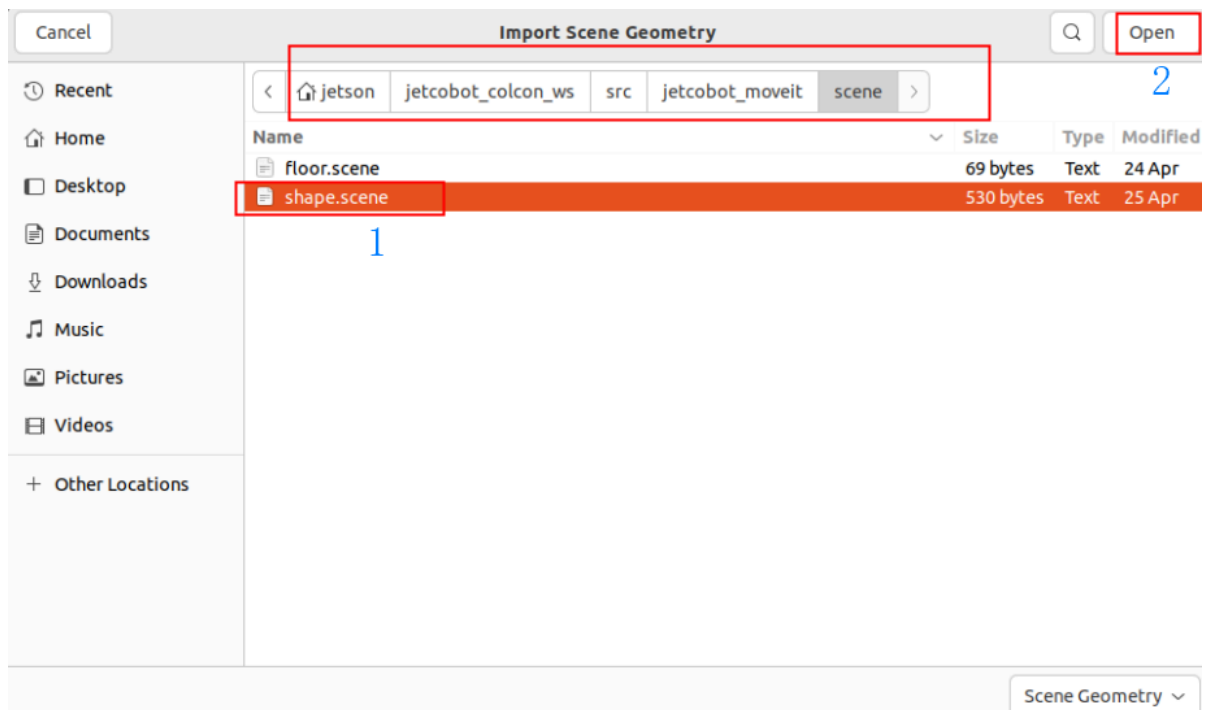 Cancel Import Scene Geometry Open
2
Recent
Home
Desktop
Documents
Downloads
Music
Pictures
Videos
+ Other Locations
jetson jetcobot_colcon_ws src jetcobot_moveit scene
Name Size Type Modified
floor.scene 69 bytes Text 24 Apr
shape.scene 530 bytes Text 25 Apr
1
Scene Geometry